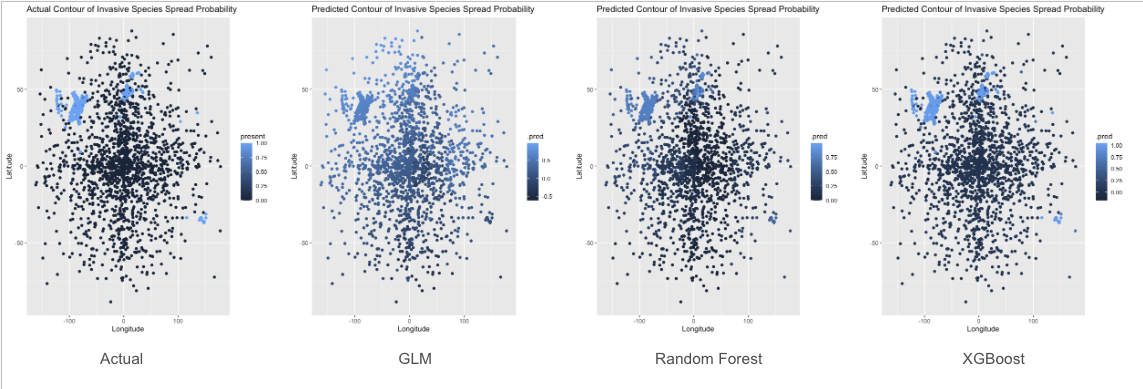 Actual Contour of Invasive Species Spread Probability
50
0
-50
Latitude
-100
0
100
Longitude
present
1.00
0.75
0.50
0.25
0.00
Actual
Predicted Contour of Invasive Species Spread Probability
50
0
-50
Latitude
-100
0
100
Longitude
.pred
0.5
0.0
-0.5
GLM
Predicted Contour of Invasive Species Spread Probability
50
0
-50
Latitude
-100
0
100
Longitude
.pred
0.75
0.50
0.25
0.00
Random Forest
Predicted Contour of Invasive Species Spread Probability
50
0
-50
Latitude
-100
0
100
Longitude
.pred
1.00
0.75
0.50
0.25
0.00
XGBoost